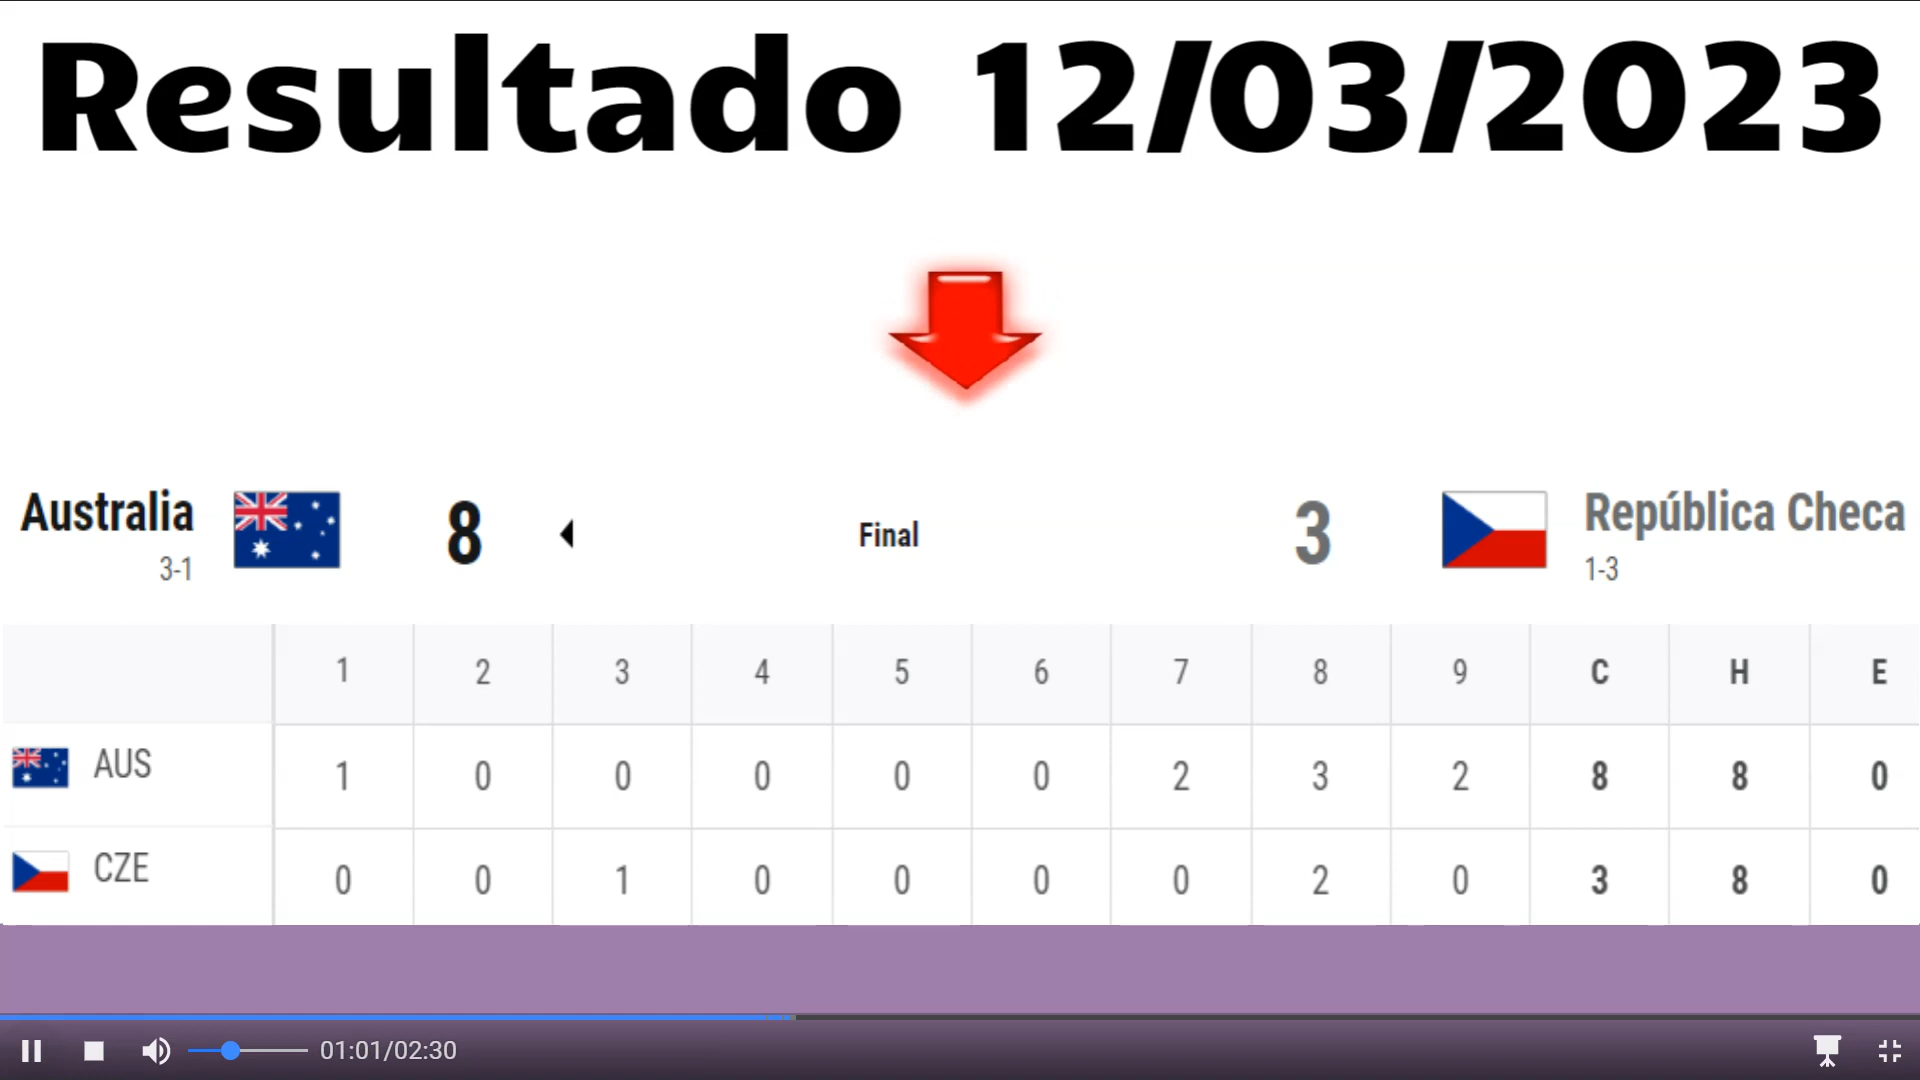 Resultado 12/03/2023
Australia 8 Final 3 República Checa
3-1 1-3
1 2 3 4 5 6 7 8 9 C H E
AUS 1 0 0 0 0 0 2 3 2 8 8 0
CZE 0 0 1 0 0 0 0 2 0 3 8 0
01:01/02:30